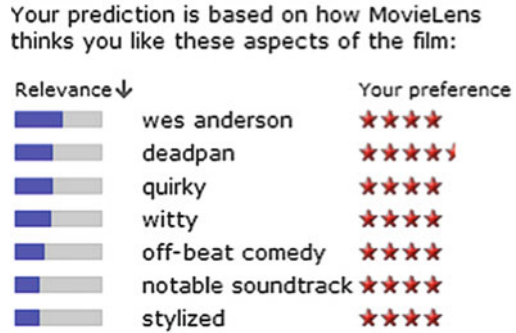 Your prediction is based on how MovieLens
thinks you like these aspects of the film:
Relevance↓ Your preference
wes anderson
deadpan
quirky
witty
off-beat comedy
notable soundtrack
stylized